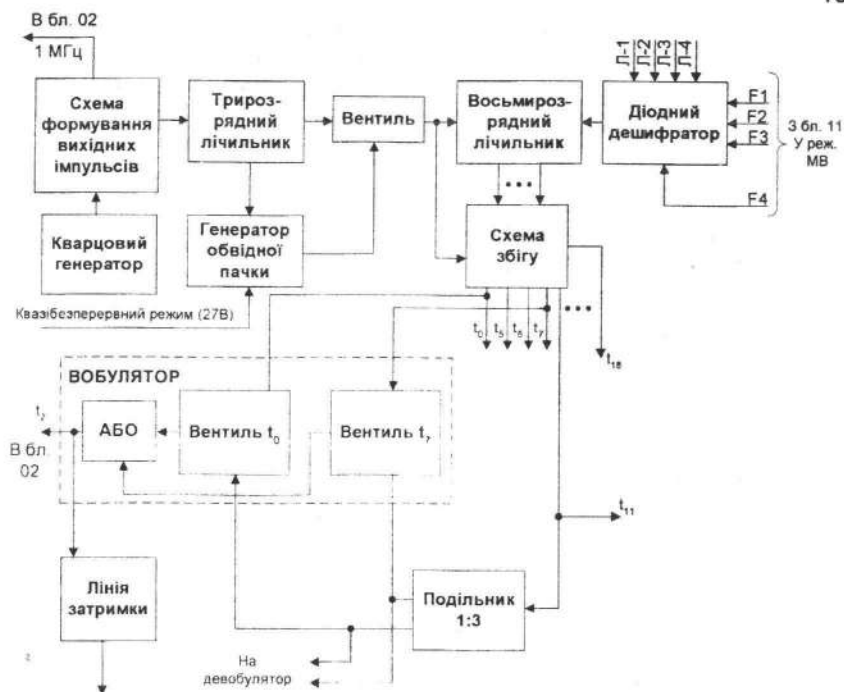 В бл. 02
1 МГц
Схема
формування
вихідних
імпульсів
Трироз-
рядний
лічильник
Вентиль
Восьмироз-
рядний
лічильник
Л-1
Л-2
Л-3
Л-4
Діодний
дешифратор
F1
F2
F3
F4
З бл. 11
У реж.
МВ
Кварцовий
генератор
Генератор
обвідної
пачки
Схема
збігу
Квазібезперервний режим (27В)
t0
t5
t6
t7
t18
ВОБУЛЯТОР
tz
В бл.
02
АБО
Вентиль t0
Вентиль t7
t11
Лінія
затримки
Подільник
1:3
На
девобулятор